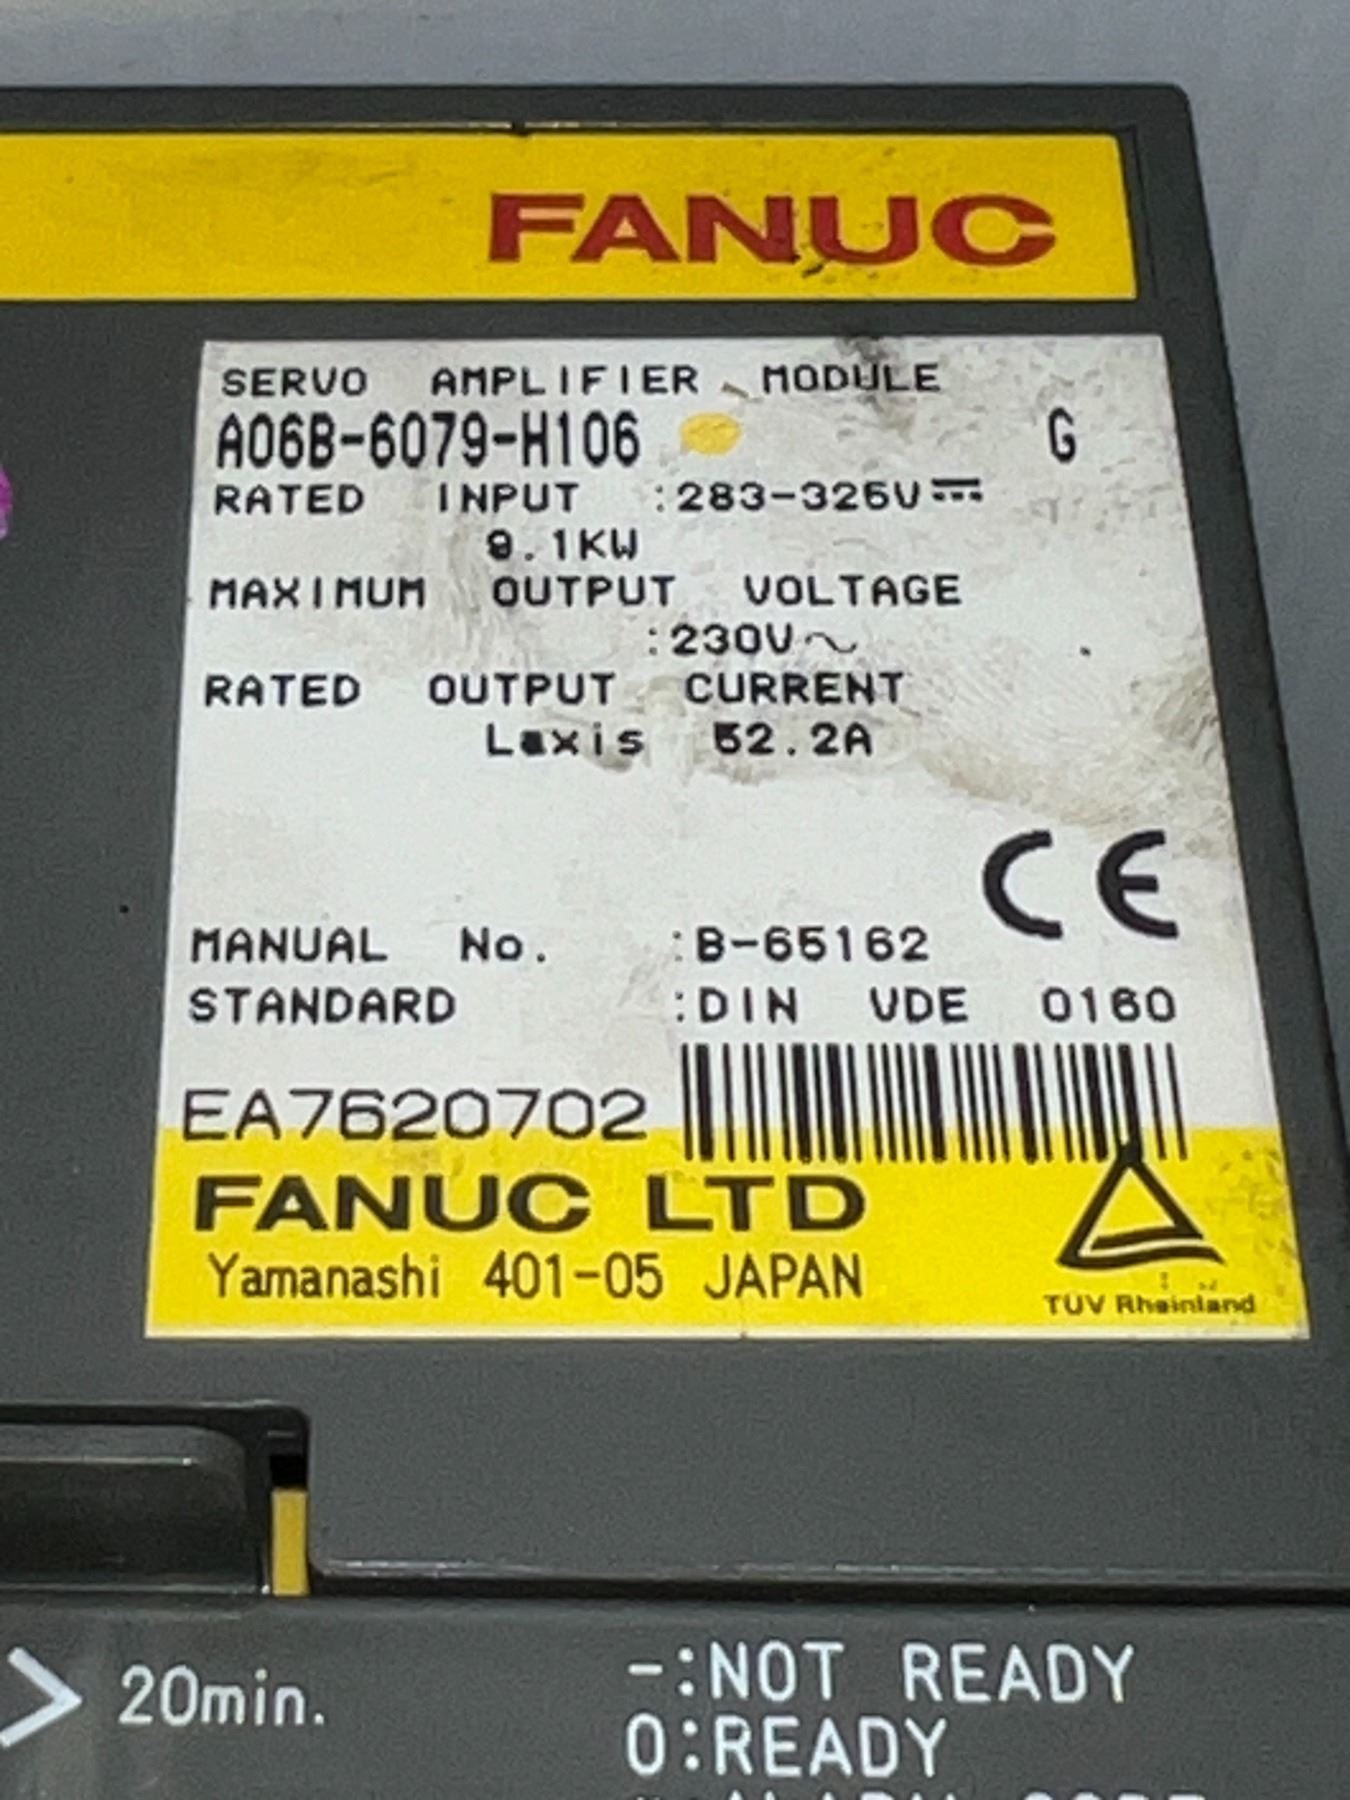 FANUC
SERVO AMPLIFIER MODULE
A06B-6079-H106 G
RATED INPUT :283-325V⎓
9.1KW
MAXIMUM OUTPUT VOLTAGE
:230V~
RATED OUTPUT CURRENT
Laxis 52.2A
CE
MANUAL No. :B-65162
STANDARD :DIN VDE 0160
EA7620702
FANUC LTD
Yamanashi 401-05 JAPAN
TUV Rheinland
> 20min.
-:NOT READY
0:READY